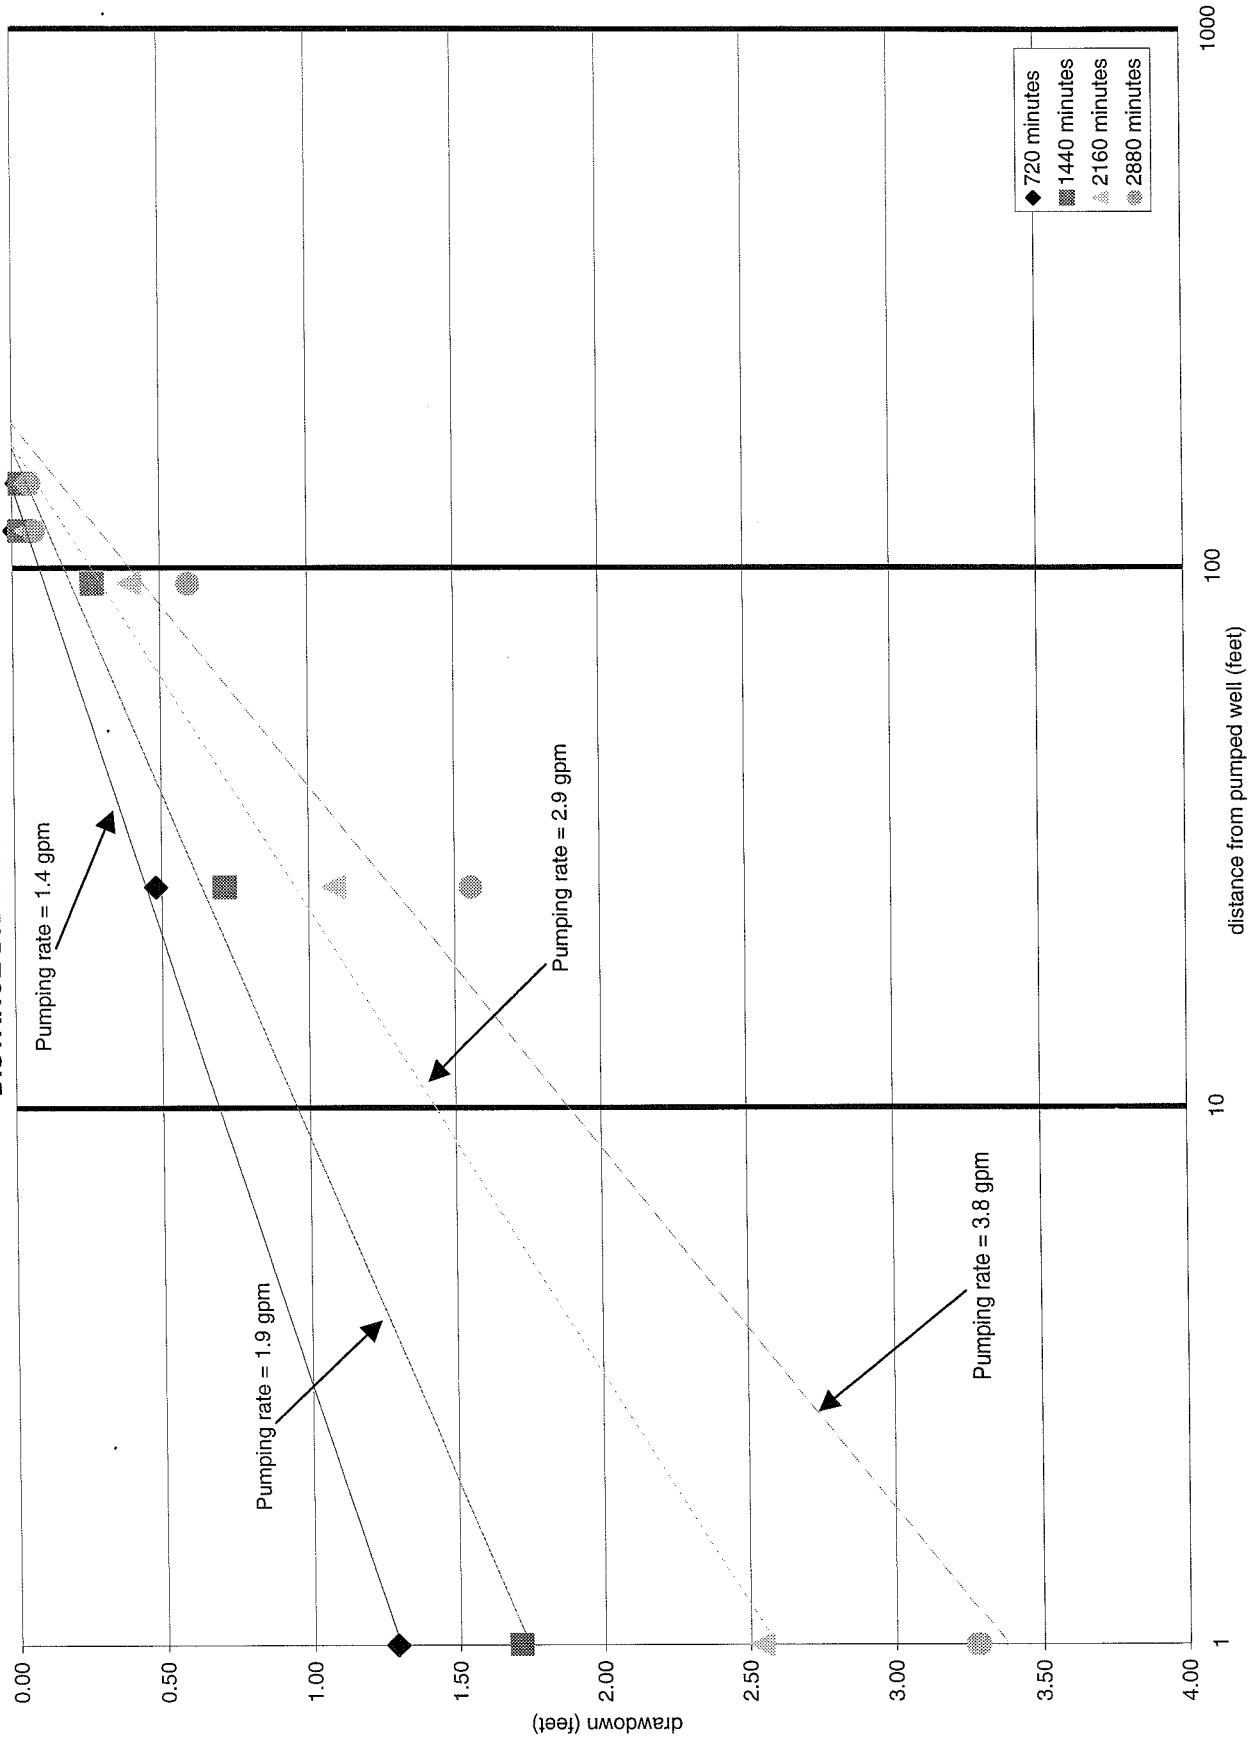 Pumping rate = 1.4 gpm
Pumping rate = 1.9 gpm
Pumping rate = 2.9 gpm
Pumping rate = 3.8 gpm
720 minutes
1440 minutes
2160 minutes
2880 minutes
0.00
0.50
1.00
1.50
2.00
2.50
3.00
3.50
4.00
drawdown (feet)
1
10
100
1000
distance from pumped well (feet)